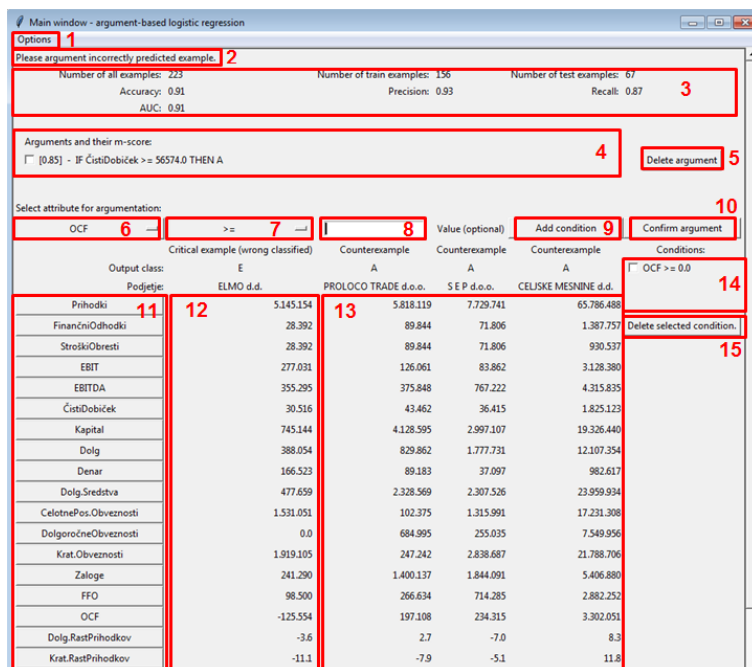 Main window - argument-based logistic regression
Options 1
Please argument incorrectly predicted example. 2
Number of all examples: 223 Number of train examples: 156 Number of test examples: 67
Accuracy: 0.91 Precision: 0.93 Recall: 0.87 3
AUC: 0.91
Arguments and their m-score: 4
[0.85] - IF ČistiDobiček >= 56574.0 THEN A Delete argument 5
10
Select attribute for argumentation:
OCF 6 >= 7 8 Value (optional) Add condition 9 Confirm argument
Critical example (wrong classified) Counterexample Counterexample Counterexample Conditions:
Output class: E A A A OCF >= 0.0
Podjetje: ELMO d.d. PROLOCO TRADE d.o.o. S E P d.o.o. CELJSKE MESNINE d.d. 14
Prihodki 11 12 5.145.154 13 5.818.119 7.729.741 65.786.488
FinančniOdhodki 28.392 89.844 71.806 1.387.757 Delete selected condition.
StroškiObresti 28.392 89.844 71.806 930.537 15
EBIT 277.031 126.061 83.862 3.128.380
EBITDA 355.295 375.848 767.222 4.315.835
ČistiDobiček 30.516 43.462 36.415 1.825.123
Kapital 745.144 4.128.595 2.997.107 19.326.440
Dolg 388.054 829.862 1.777.731 12.107.354
Denar 166.523 89.183 37.097 982.617
Dolg.Sredstva 477.659 2.328.569 2.307.526 23.959.934
CelotnePos.Obveznosti 1.531.051 102.375 1.315.991 17.231.308
DolgoročneObveznosti 0.0 684.995 255.035 7.549.956
Krat.Obveznosti 1.919.105 247.242 2.838.687 21.788.706
Zaloge 241.290 1.400.137 1.844.091 5.406.880
FFO 98.500 266.634 714.285 2.882.252
OCF -125.554 197.108 234.315 3.302.051
Dolg.RastPrihodkov -3.6 2.7 -7.0 8.3
Krat.RastPrihodkov -11.1 -7.9 -5.1 11.8